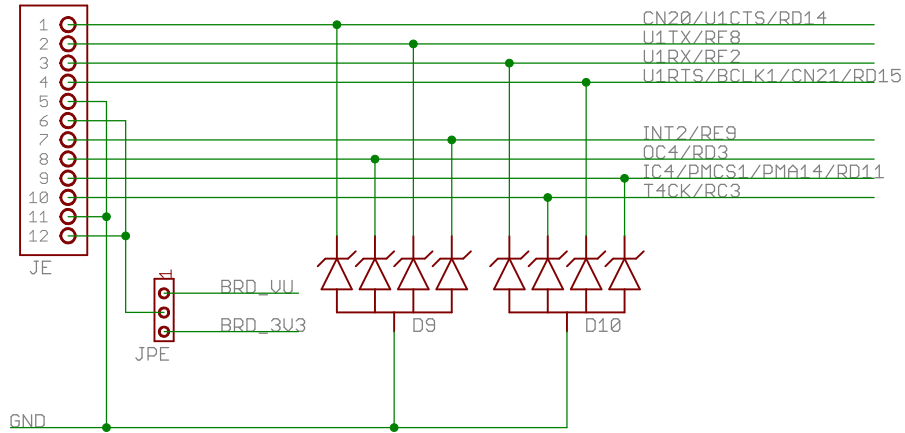 1 CN20/U1CTS/RD14
2 U1TX/RF8
3 U1RX/RF2
4 U1RTS/BCLK1/CN21/RD15
5
6
7 INT2/RE9
8 OC4/RD3
9 IC4/PMCS1/PMA14/RD11
10 T4CK/RC3
11
12
JE
1
BRD_VU
BRD_3V3
D9 D10
JPE
GND